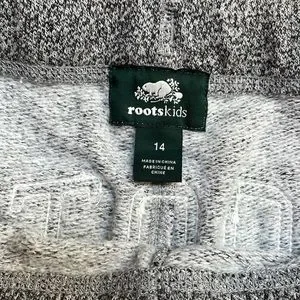 rootskids
14
MADE IN CHINA
FABRIQUÉ EN
CHINE